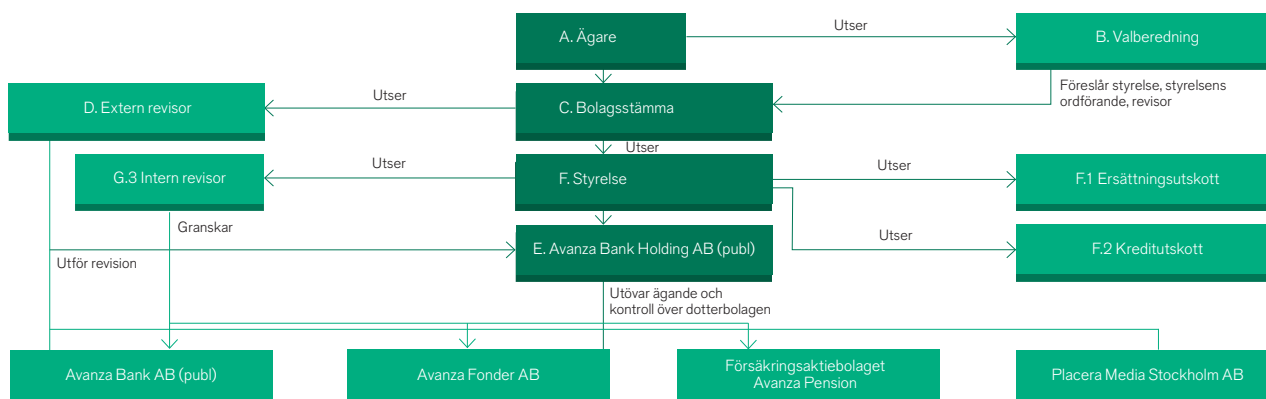 A. Ägare
Utser
B. Valberedning
Föreslår styrelse, styrelsens
ordförande, revisor
D. Extern revisor
Utser
C. Bolagsstämma
Utser
G.3 Intern revisor
Utser
F. Styrelse
Utser
F.1 Ersättningsutskott
Granskar
E. Avanza Bank Holding AB (publ)
Utser
F.2 Kreditutskott
Utför revision
Utövar ägande och
kontroll över dotterbolagen
Avanza Bank AB (publ)
Avanza Fonder AB
Försäkringsaktiebolaget
Avanza Pension
Placera Media Stockholm AB